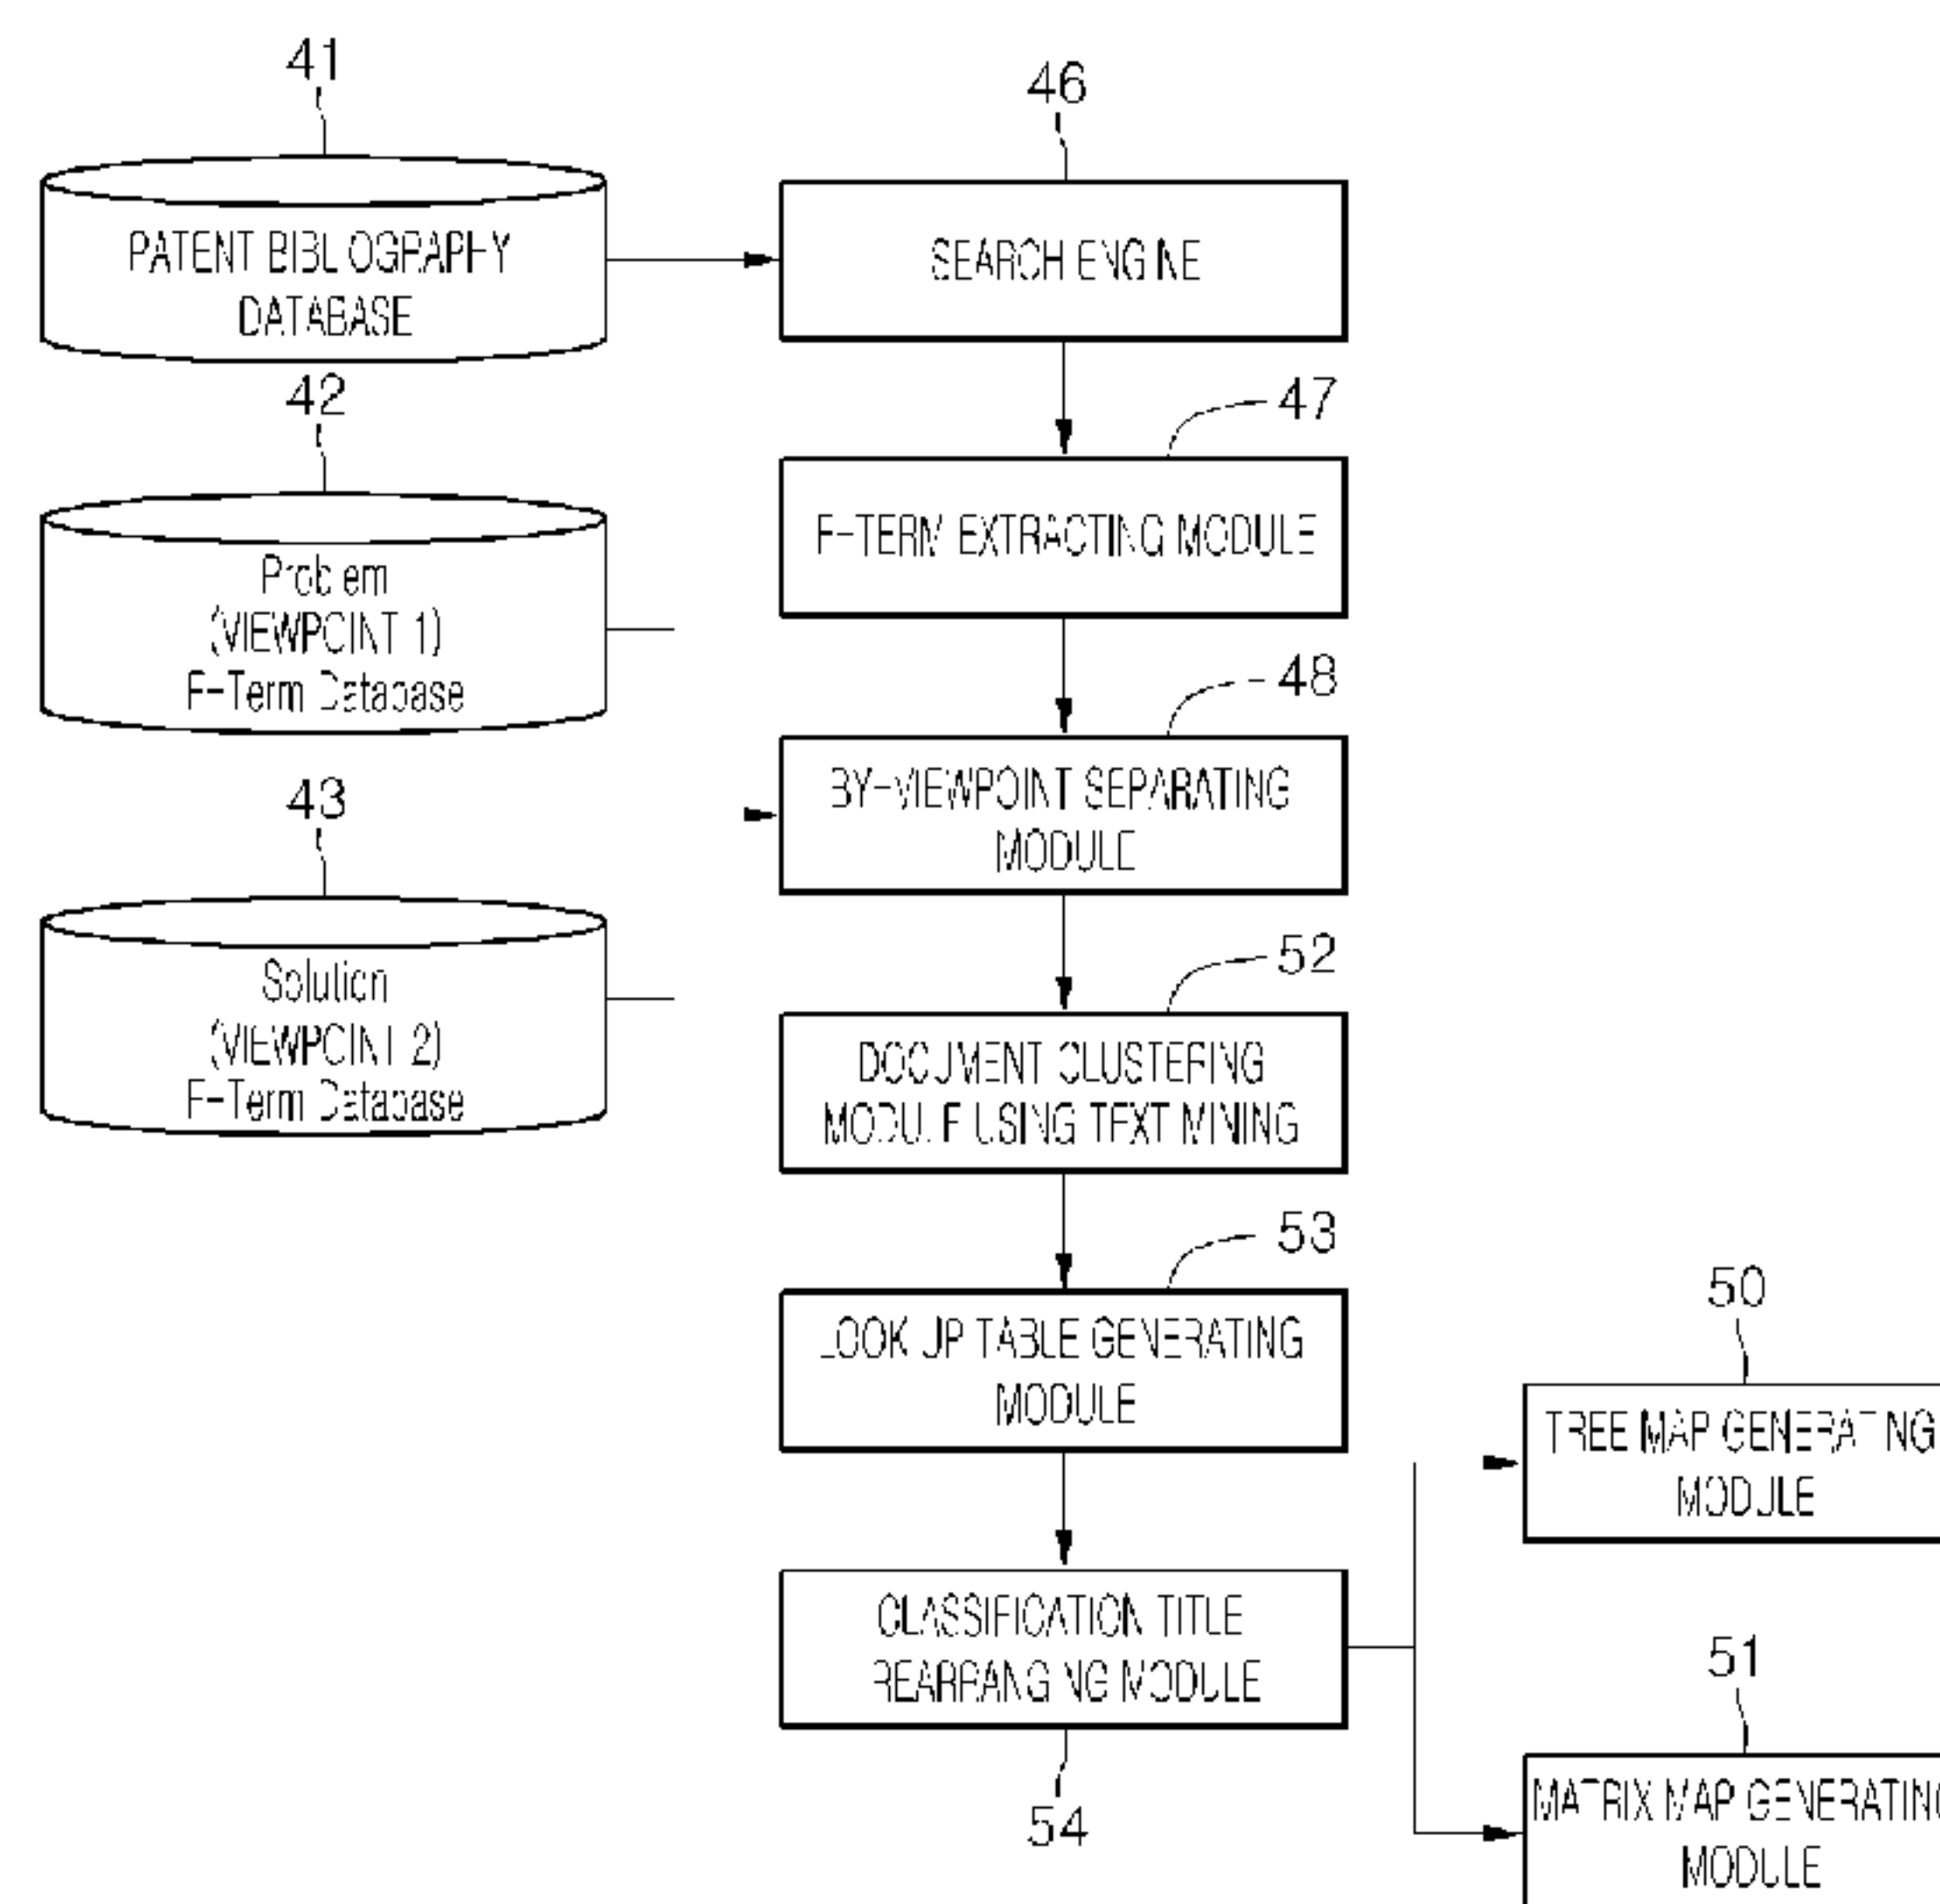 41
PATENT BIBLIOGRAPHY
DATABASE
42
Problem
(VIEWPOINT 1)
F-Term Database
43
Solution
(VIEWPOINT 2)
F-Term Database
46
SEARCH ENGINE
47
F-TERM EXTRACTING MODULE
48
BY-VIEWPOINT SEPARATING
MODULE
52
DOCUMENT CLUSTERING
MODULE USING TEXT MINING
53
LOOK UP TABLE GENERATING
MODULE
CLASSIFICATION TITLE
REARRANGING MODULE
54
50
TREE MAP GENERATING
MODULE
51
MATRIX MAP GENERATING
MODULE